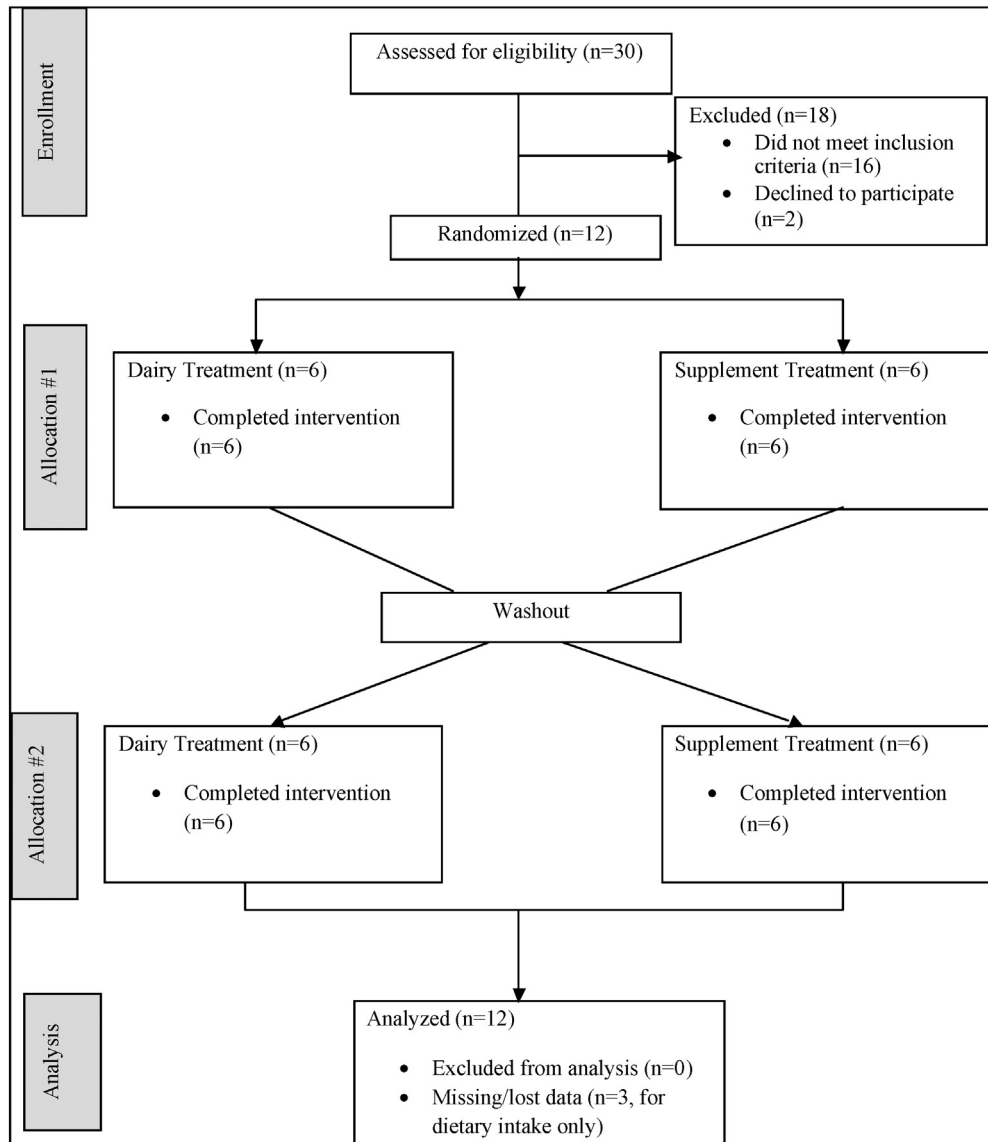 Enrollment
Assessed for eligibility (n=30)
Excluded (n=18)
• Did not meet inclusion
criteria (n=16)
• Declined to participate
(n=2)
Randomized (n=12)
Allocation #1
Dairy Treatment (n=6)
• Completed intervention
(n=6)
Supplement Treatment (n=6)
• Completed intervention
(n=6)
Washout
Allocation #2
Dairy Treatment (n=6)
• Completed intervention
(n=6)
Supplement Treatment (n=6)
• Completed intervention
(n=6)
Analysis
Analyzed (n=12)
• Excluded from analysis (n=0)
• Missing/lost data (n=3, for
dietary intake only)